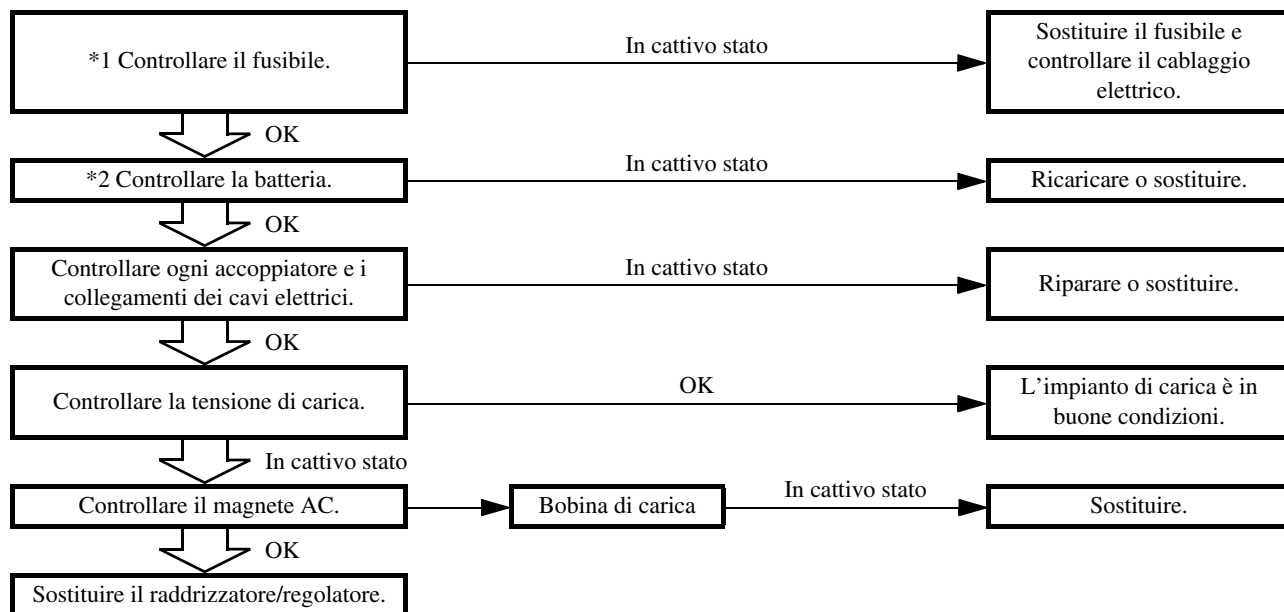 *1 Controllare il fusibile.
In cattivo stato
Sostituire il fusibile e
controllare il cablaggio
elettrico.
OK
*2 Controllare la batteria.
In cattivo stato
Ricaricare o sostituire.
OK
Controllare ogni accoppiatore e i
collegamenti dei cavi elettrici.
In cattivo stato
Riparare o sostituire.
OK
Controllare la tensione di carica.
OK
L’impianto di carica è in
buone condizioni.
In cattivo stato
Controllare il magnete AC.
Bobina di carica
In cattivo stato
Sostituire.
OK
Sostituire il raddrizzatore/regolatore.